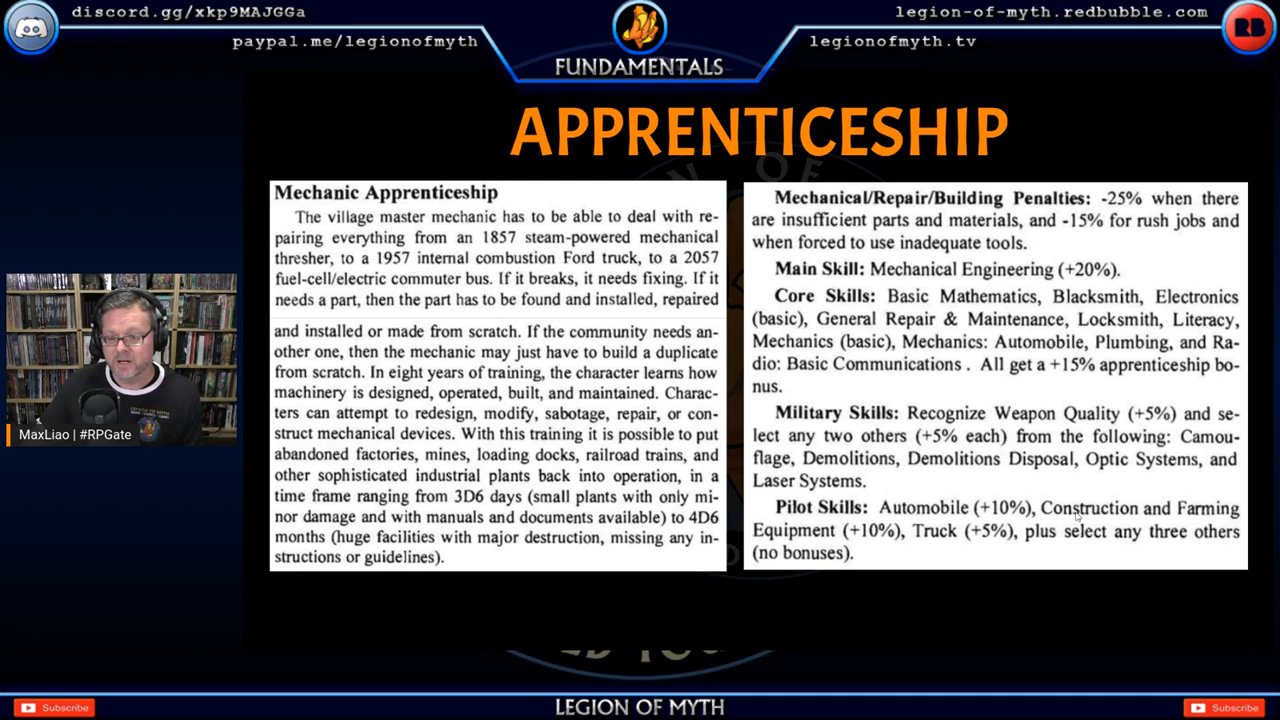 discord.gg/xkp9MAJGGa
paypal.me/legionofmyth
FUNDAMENTALS
legion-of-myth.redbubble.com
legionofmyth.tv
RB
APPRENTICESHIP
Mechanic Apprenticeship
The village master mechanic has to be able to deal with re-
pairing everything from an 1857 steam-powered mechanical
thresher, to a 1957 internal combustion Ford truck, to a 2057
fuel-cell/electric commuter bus. If it breaks, it needs fixing. If it
needs a part, then the part has to be found and installed, repaired
and installed or made from scratch. If the community needs an-
other one, then the mechanic may just have to build a duplicate
from scratch. In eight years of training, the character learns how
machinery is designed, operated, built, and maintained. Charac-
ters can attempt to redesign, modify, sabotage, repair, or con-
struct mechanical devices. With this training it is possible to put
abandoned factories, mines, loading docks, railroad trains, and
other sophisticated industrial plants back into operation, in a
time frame ranging from 3D6 days (small plants with only mi-
nor damage and with manuals and documents available) to 4D6
months (huge facilities with major destruction, missing any in-
structions or guidelines).
Mechanical/Repair/Building Penalties: -25% when there
are insufficient parts and materials, and -15% for rush jobs and
when forced to use inadequate tools.
Main Skill: Mechanical Engineering (+20%).
Core Skills: Basic Mathematics, Blacksmith, Electronics
(basic), General Repair & Maintenance, Locksmith, Literacy,
Mechanics (basic), Mechanics: Automobile, Plumbing, and Ra-
dio: Basic Communications . All get a +15% apprenticeship bo-
nus.
Military Skills: Recognize Weapon Quality (+5%) and se-
lect any two others (+5% each) from the following: Camou-
flage, Demolitions, Demolitions Disposal, Optic Systems, and
Laser Systems.
Pilot Skills: Automobile (+10%), Construction and Farming
Equipment (+10%), Truck (+5%), plus select any three others
(no bonuses).
MaxLiao | #RPGate
Subscribe
LEGION OF MYTH
Subscribe